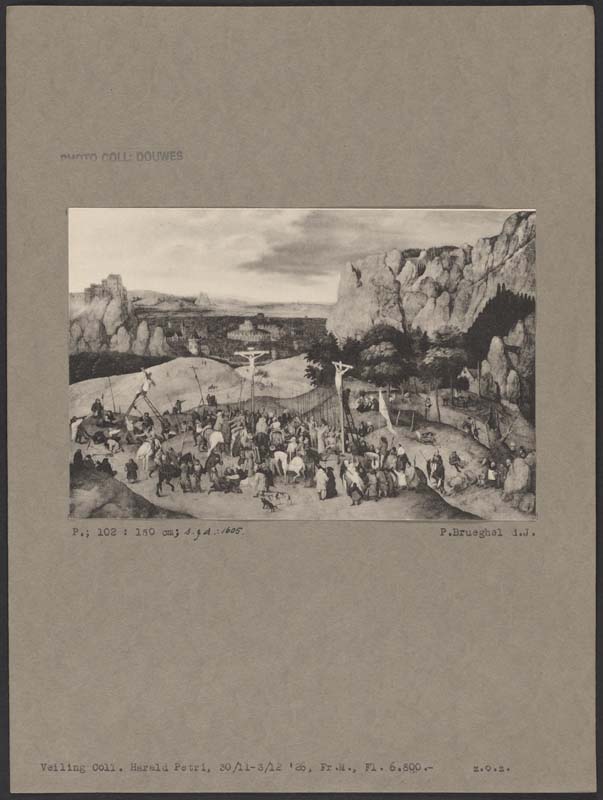 PHOTO COLL: DOUWES
P.; 102 : 150 cm; s. g. d.: 1605.
P.Brueghel d.J.
Veiling Coll. Harald Petri, 30/11-3/12 '26, Fr.M., Fl. 6.800.- z.o.z.